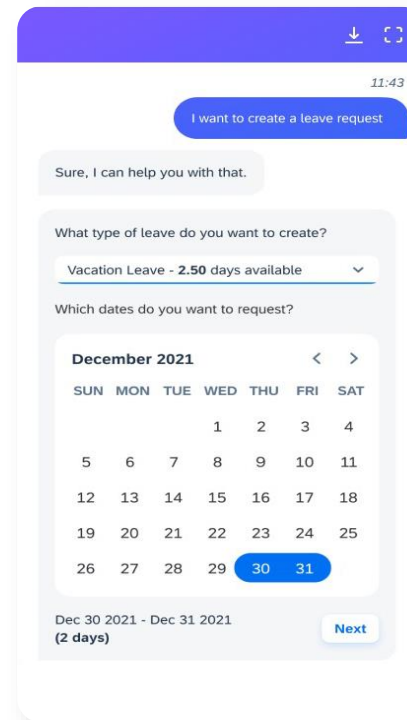 11:43
I want to create a leave request
Sure, I can help you with that.
What type of leave do you want to create?
Vacation Leave - 2.50 days available
Which dates do you want to request?
December 2021
SUN MON TUE WED THU FRI SAT
1 2 3 4
5 6 7 8 9 10 11
12 13 14 15 16 17 18
19 20 21 22 23 24 25
26 27 28 29 30 31
Dec 30 2021 - Dec 31 2021
(2 days)
Next